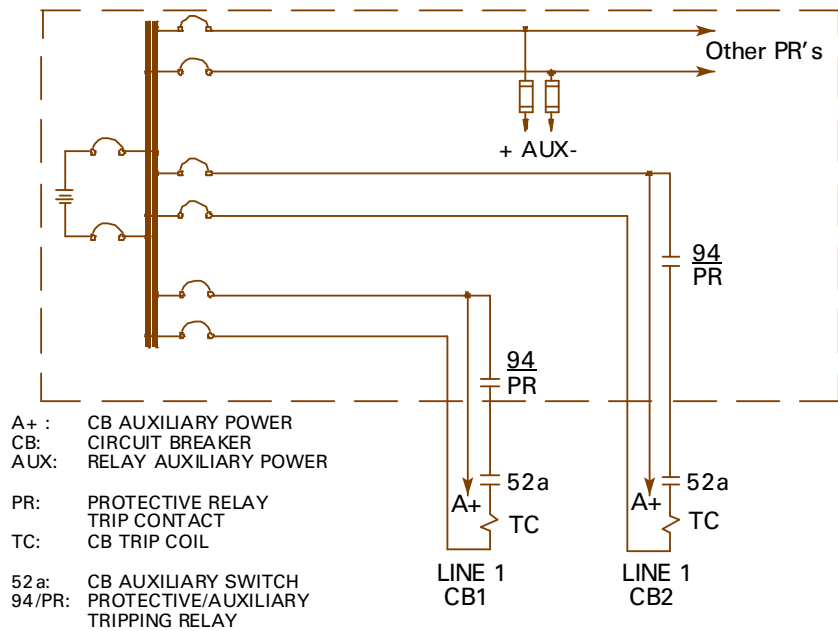 Other PR's
+ AUX-
94
PR
94
PR
A+ : CB AUXILIARY POWER
CB: CIRCUIT BREAKER
AUX: RELAY AUXILIARY POWER
PR: PROTECTIVE RELAY
TRIP CONTACT
TC: CB TRIP COIL
52a: CB AUXILIARY SWITCH
94/PR: PROTECTIVE/AUXILIARY
TRIPPING RELAY
A+
52a
TC
LINE 1
CB1
A+
52a
TC
LINE 1
CB2